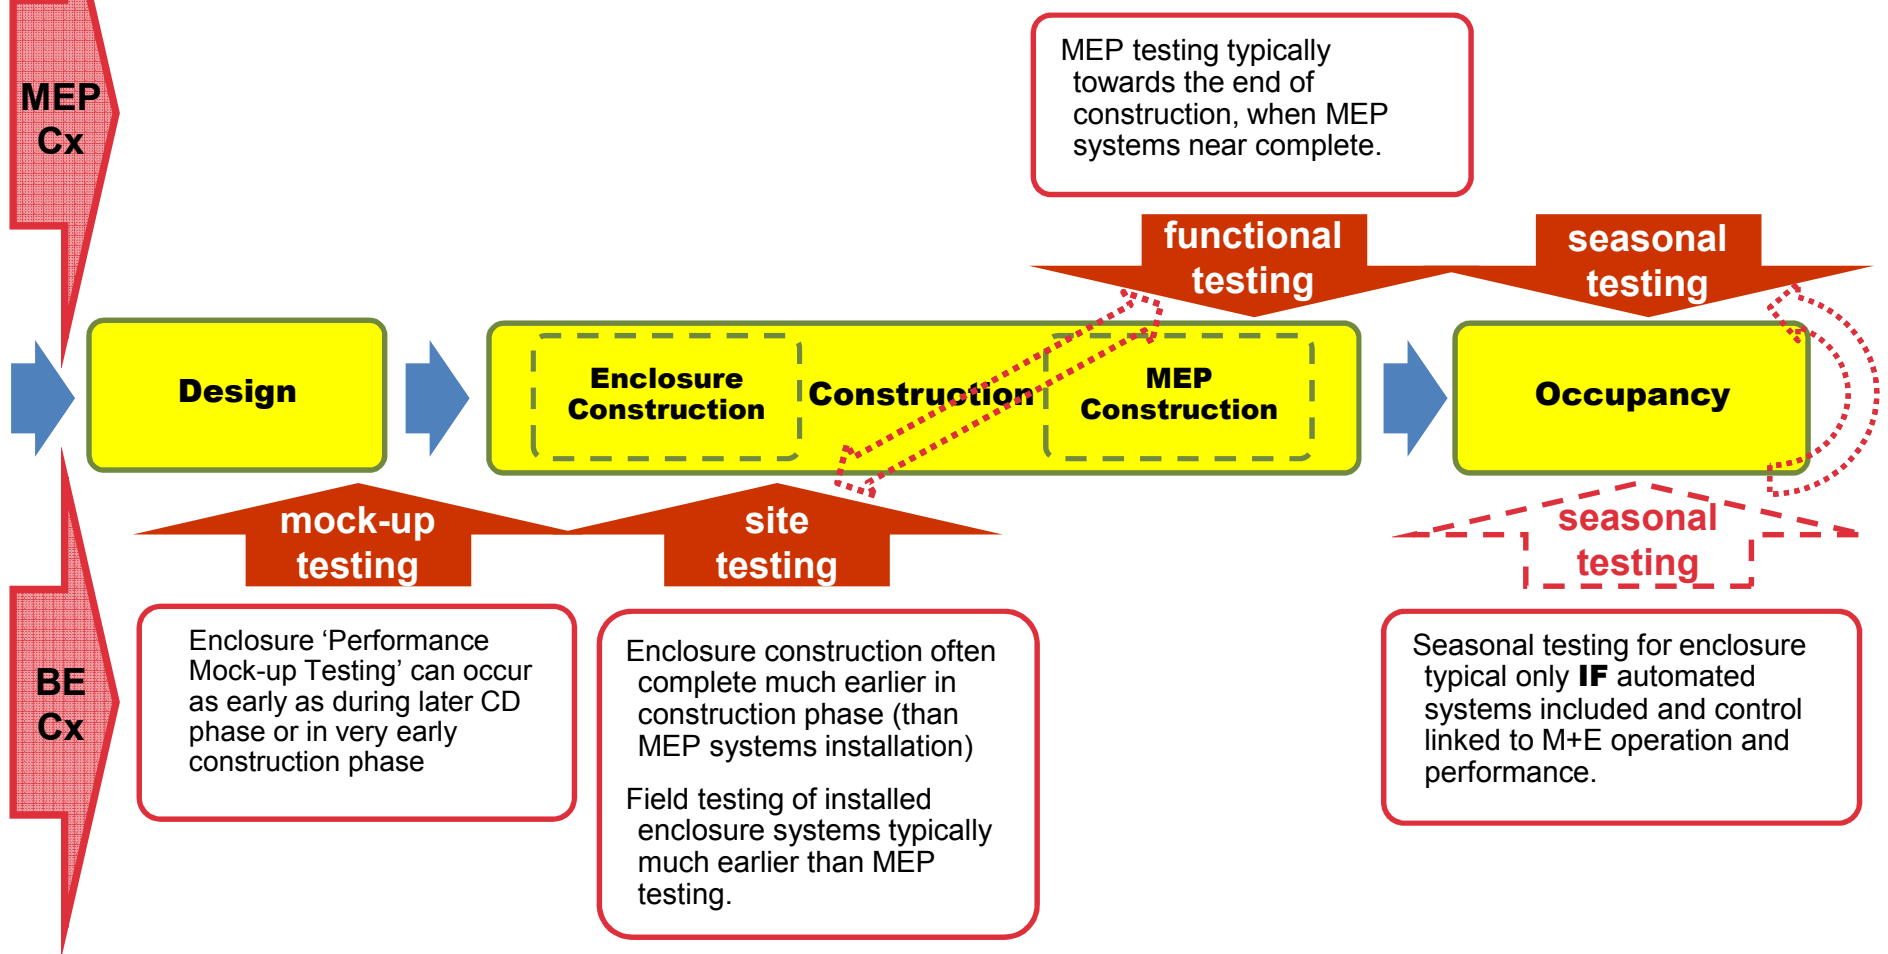 MEP
Cx
MEP testing typically
towards the end of
construction, when MEP
systems near complete.
functional
testing
seasonal
testing
Design
Enclosure
Construction
Construction
MEP
Construction
Occupancy
mock-up
testing
site
testing
seasonal
testing
BE
Cx
Enclosure ‘Performance
Mock-up Testing’ can occur
as early as during later CD
phase or in very early
construction phase
Enclosure construction often
complete much earlier in
construction phase (than
MEP systems installation)
Field testing of installed
enclosure systems typically
much earlier than MEP
testing.
Seasonal testing for enclosure
typical only IF automated
systems included and control
linked to M+E operation and
performance.